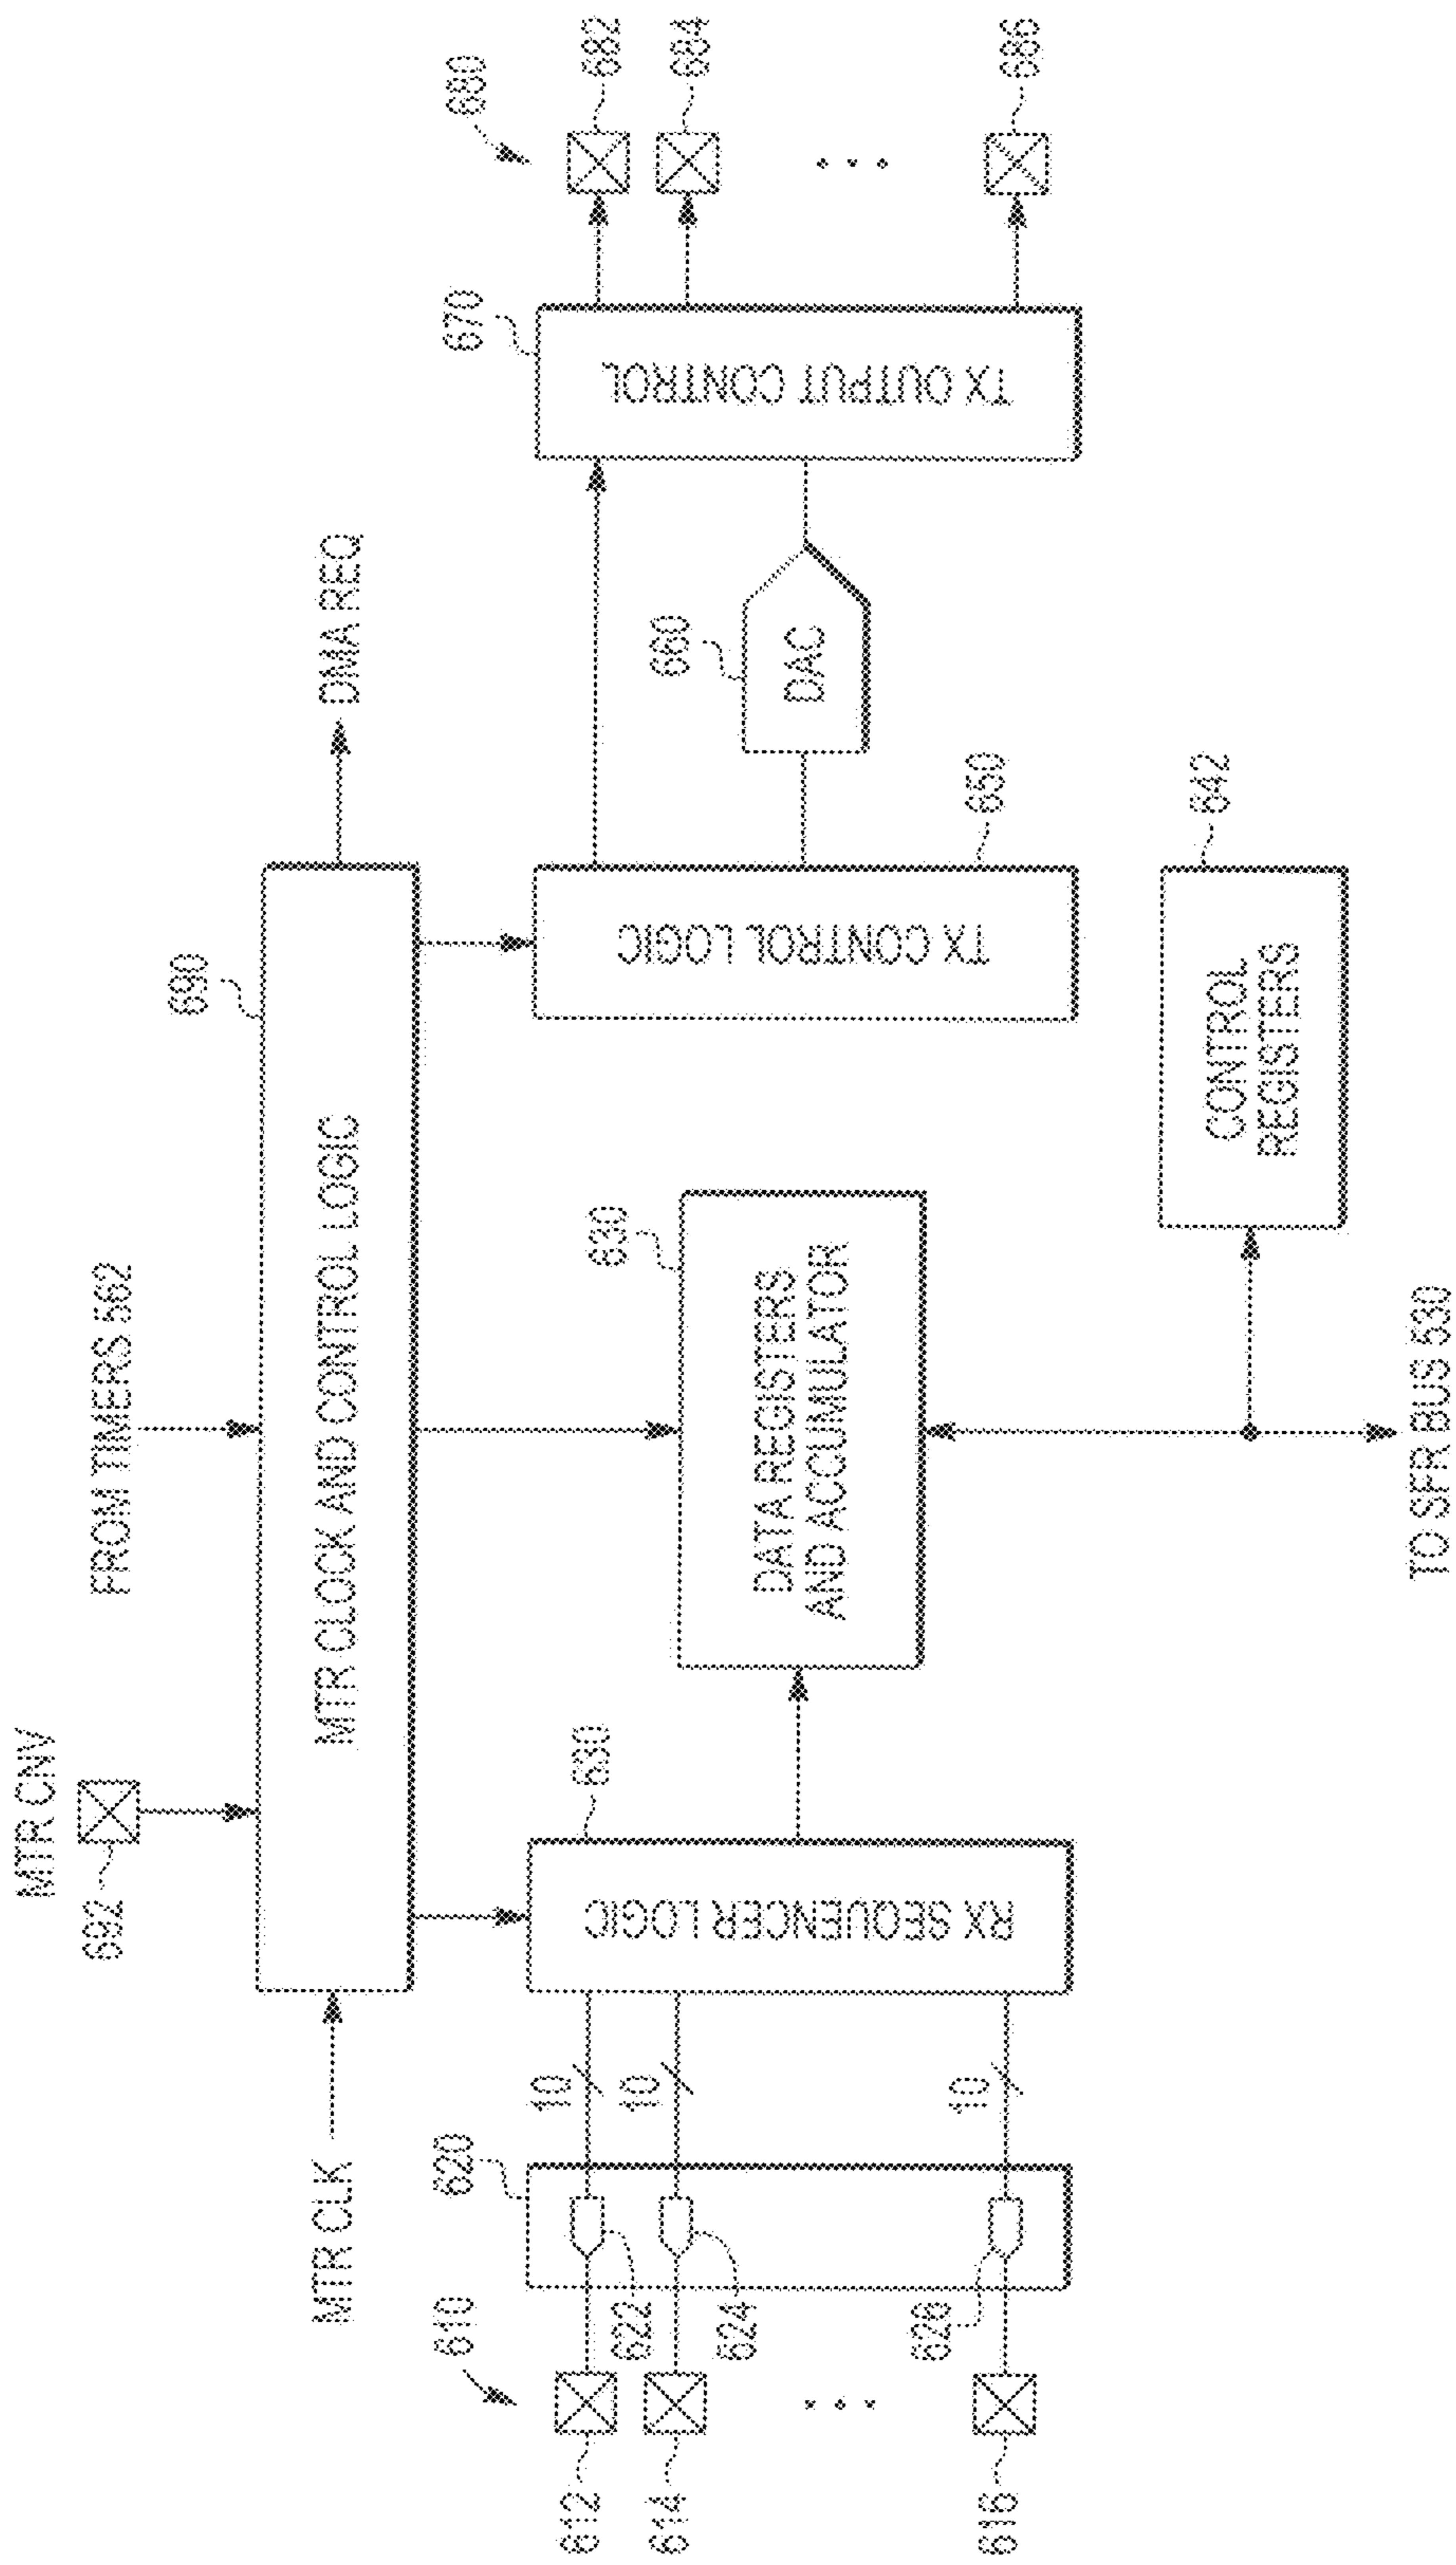 MTR CNV
692
FROM TIMERS 562
MTR CLK
690
MTR CLOCK AND CONTROL LOGIC
DMA REQ
610
612
614
616
620
622
624
626
10
10
10
630
RX SEQUENCER LOGIC
630
DATA REGISTERS
AND ACCUMULATOR
TX CONTROL LOGIC
650
660
DAC
670
TX OUTPUT CONTROL
680
682
684
686
642
CONTROL
REGISTERS
TO SFR BUS 530